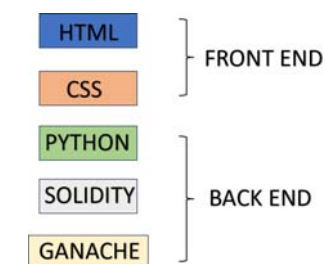 HTML
FRONT END
CSS
PYTHON
SOLIDITY
BACK END
GANACHE